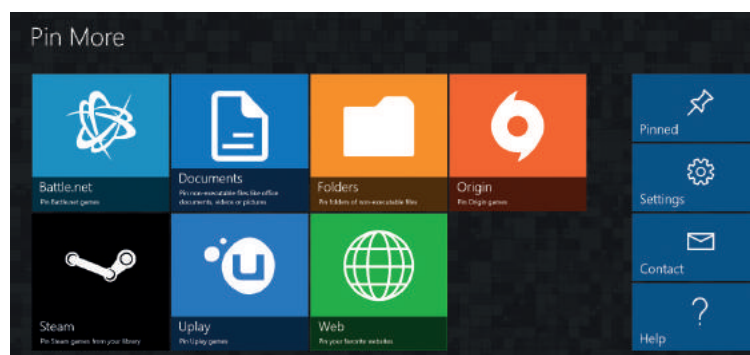 Pin More
Battle.net
Pin Battle.net games
Documents
Pin non-executable files like office
documents, videos or pictures
Folders
Pin folders of non-executable files
Origin
Pin Origin games
Steam
Pin Steam games from your library
Uplay
Pin Uplay games
Web
Pin your favorite websites
Pinned
Settings
Contact
Help